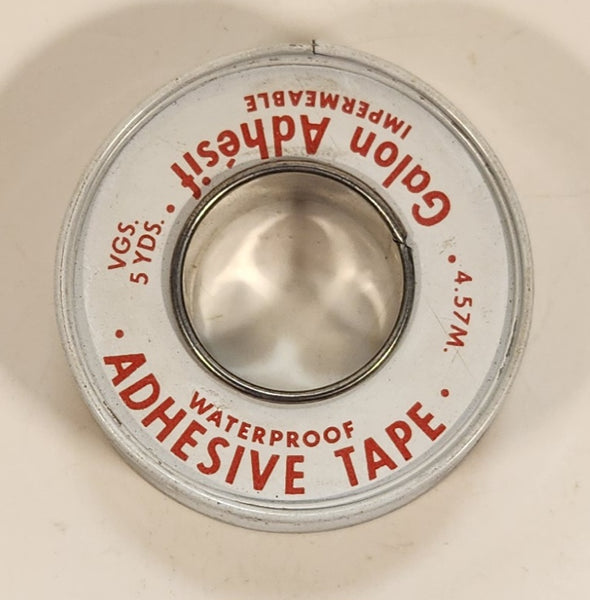 WATERPROOF
ADHESIVE TAPE
VGS.
5 YDS.
Galon Adhésif
IMPERMEABLE
4.57M.